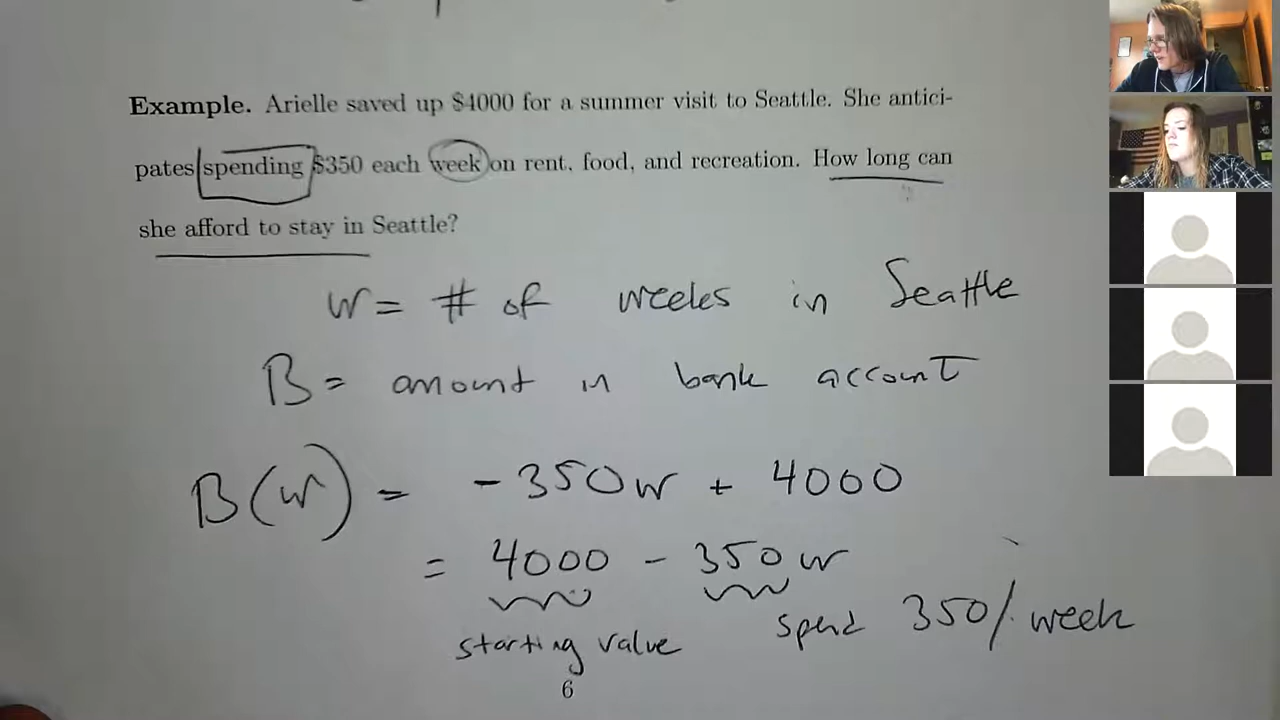 Example. Arielle saved up $4000 for a summer visit to Seattle. She antici-
pates spending $350 each week on rent, food, and recreation. How long can
she afford to stay in Seattle?
w = # of weeks in Seattle
B = amount in bank account
B(w) = -350w + 4000
= 4000 - 350w
starting value
spend 350/week
6